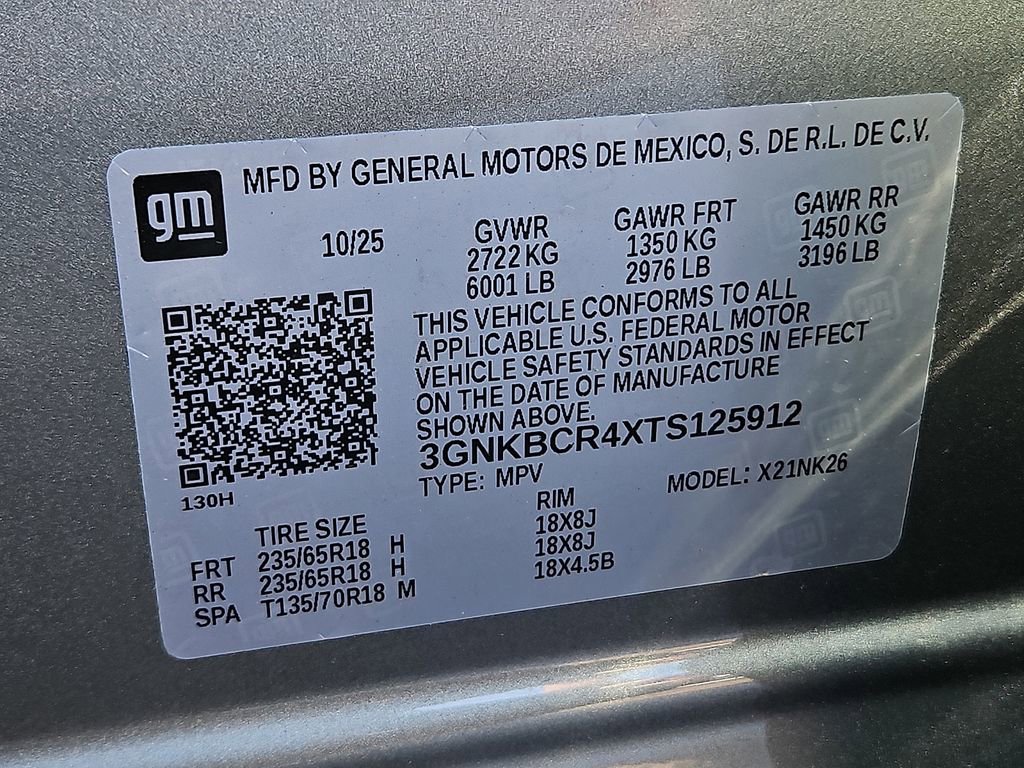 MFD BY GENERAL MOTORS DE MEXICO, S. DE R.L. DE C.V.
gm
10/25
GVWR GAWR FRT GAWR RR
2722 KG 1350 KG 1450 KG
6001 LB 2976 LB 3196 LB
THIS VEHICLE CONFORMS TO ALL
APPLICABLE U.S. FEDERAL MOTOR
VEHICLE SAFETY STANDARDS IN EFFECT
ON THE DATE OF MANUFACTURE
SHOWN ABOVE.
3GNKBCR4XTS125912
TYPE: MPV MODEL: X21NK26
130H
TIRE SIZE RIM
FRT 235/65R18 H 18X8J
RR 235/65R18 H 18X8J
SPA T135/70R18 M 18X4.5B